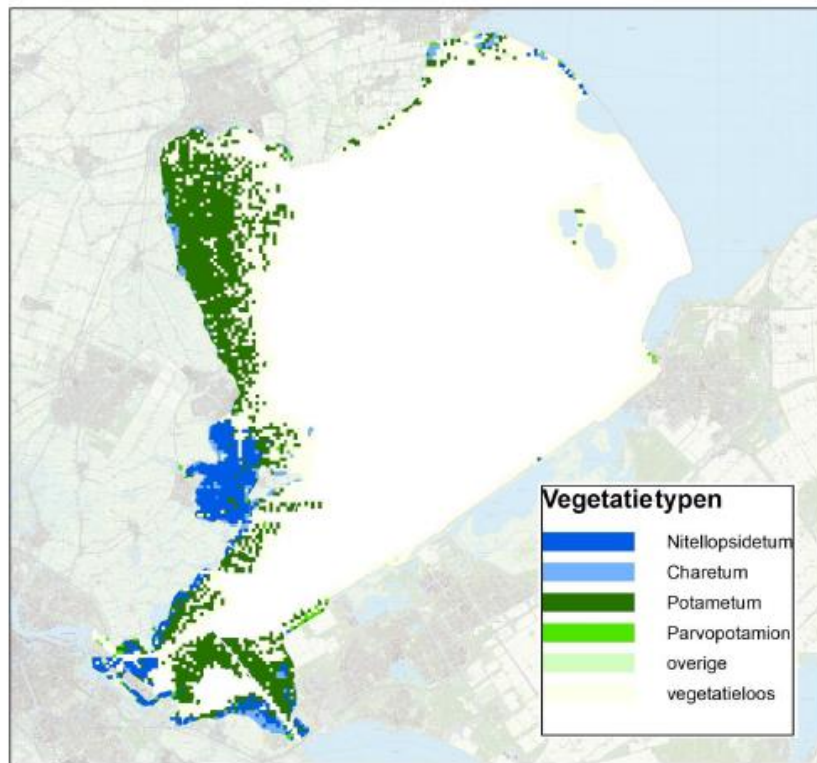 Vegetatietypen
Nitellopsidetum
Charetum
Potametum
Parvopotamion
overige
vegetatieloos